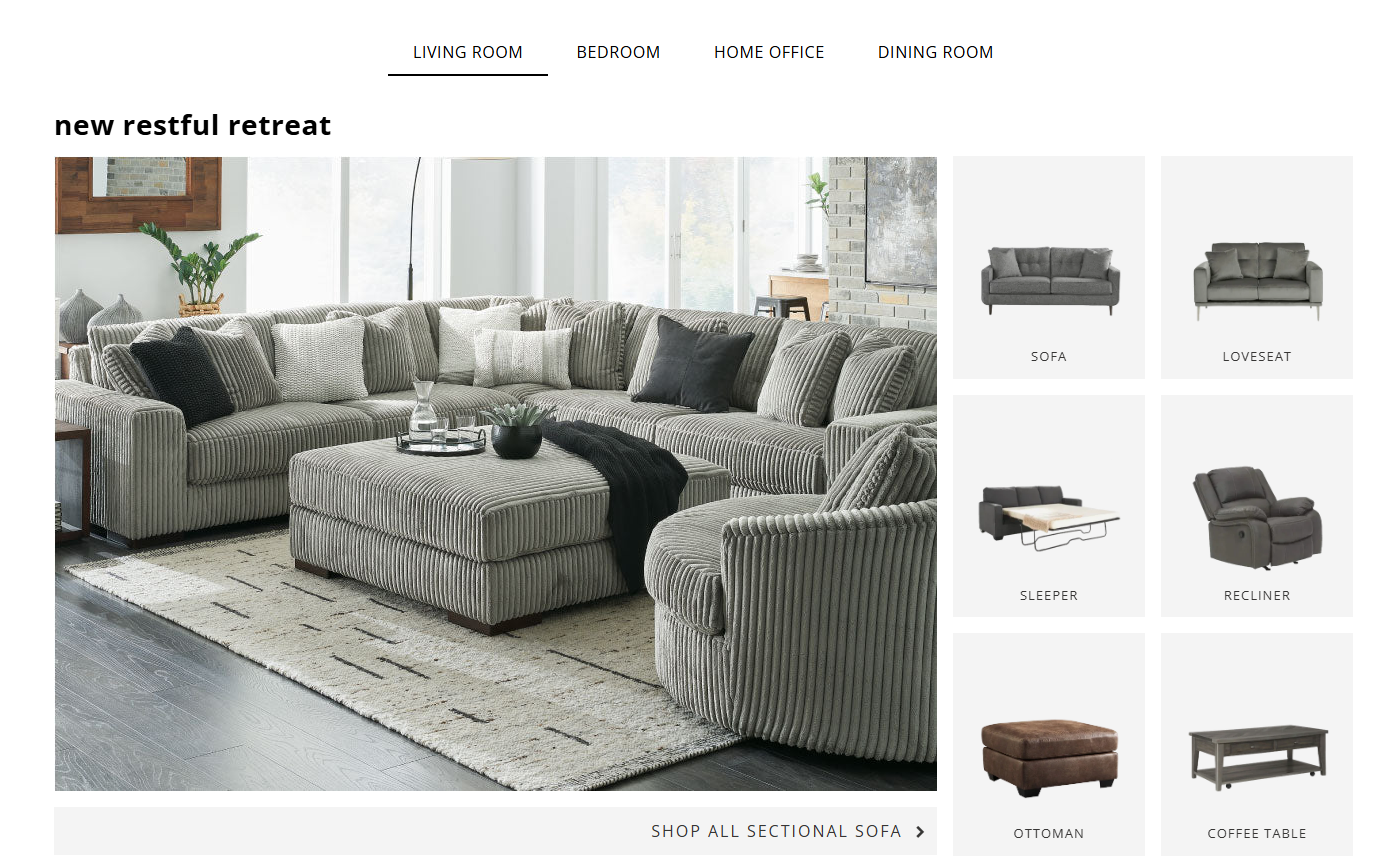 LIVING ROOM
BEDROOM
HOME OFFICE
DINING ROOM
new restful retreat
SOFA
LOVESEAT
SLEEPER
RECLINER
OTTOMAN
COFFEE TABLE
SHOP ALL SECTIONAL SOFA